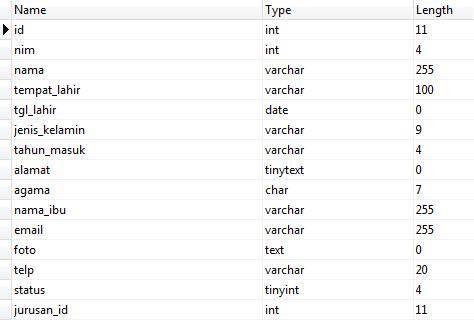 Name Type Length
id int 11
nim int 4
nama varchar 255
tempat_lahir varchar 100
tgl_lahir date 0
jenis_kelamin varchar 9
tahun_masuk varchar 4
alamat tinytext 0
agama char 7
nama_ibu varchar 255
email varchar 255
foto text 0
telp varchar 20
status tinyint 4
jurusan_id int 11